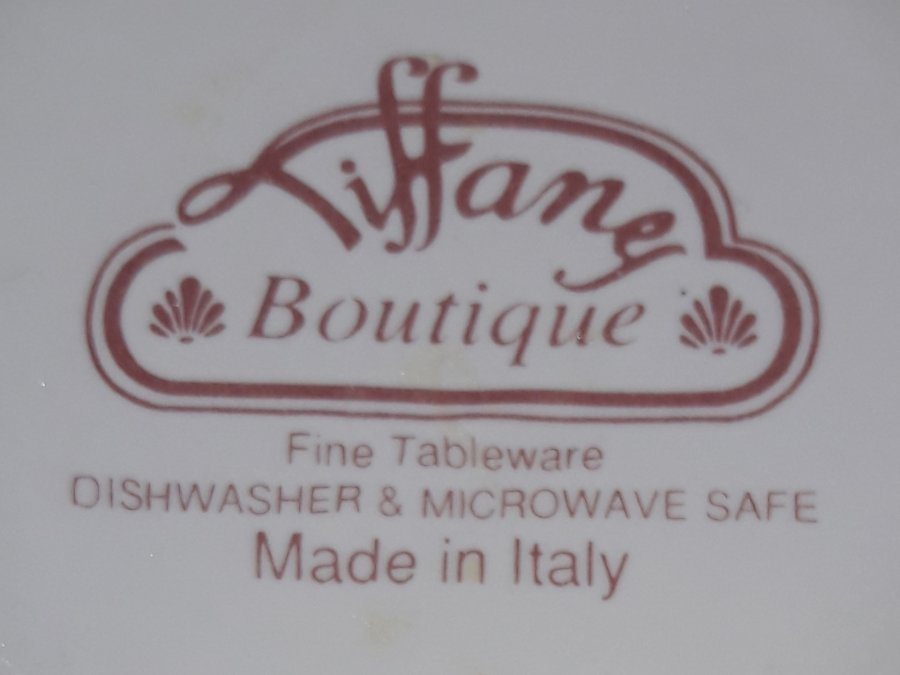 Tiffany
Boutique
Fine Tableware
DISHWASHER & MICROWAVE SAFE
Made in Italy